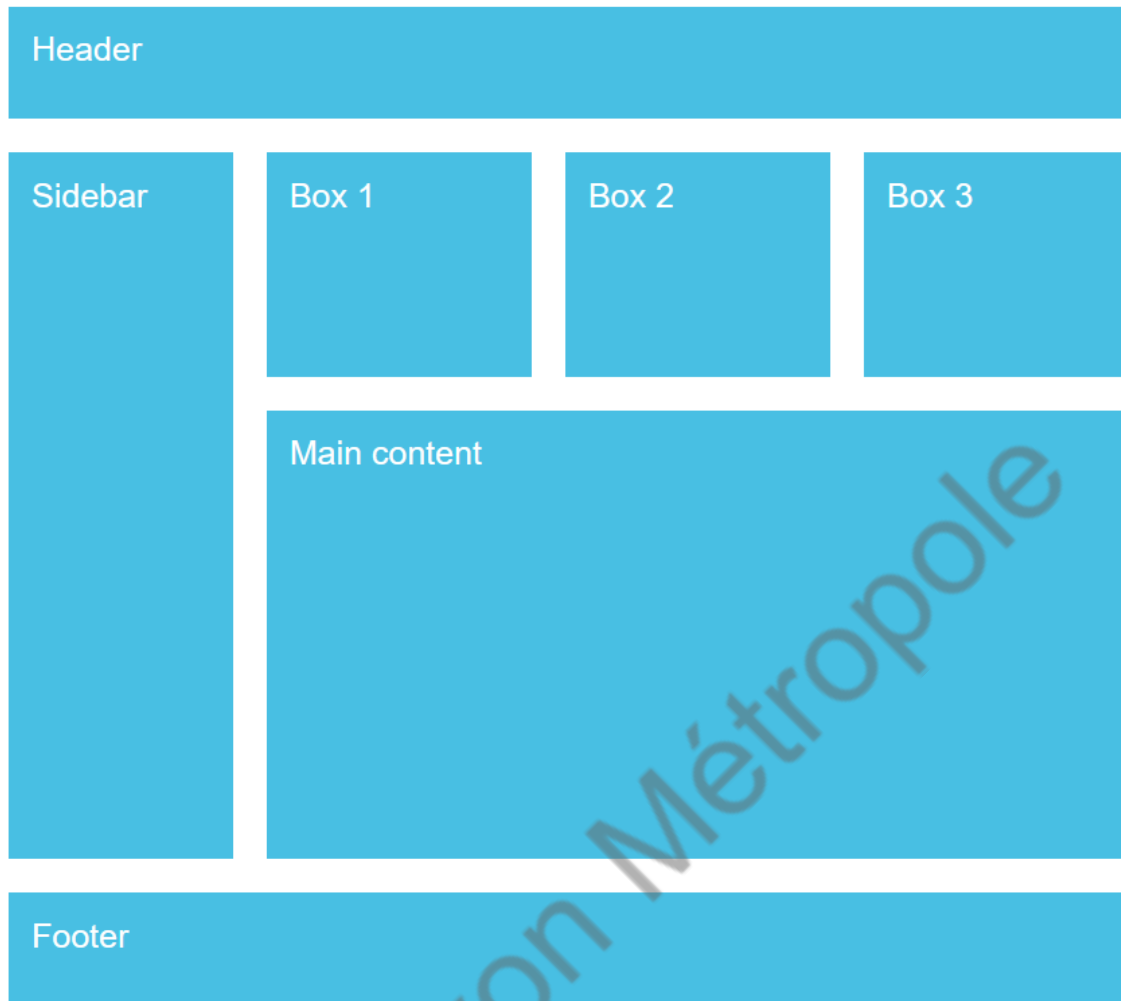 Header
Sidebar
Box 1
Box 2
Box 3
Main content
Footer
Métropole